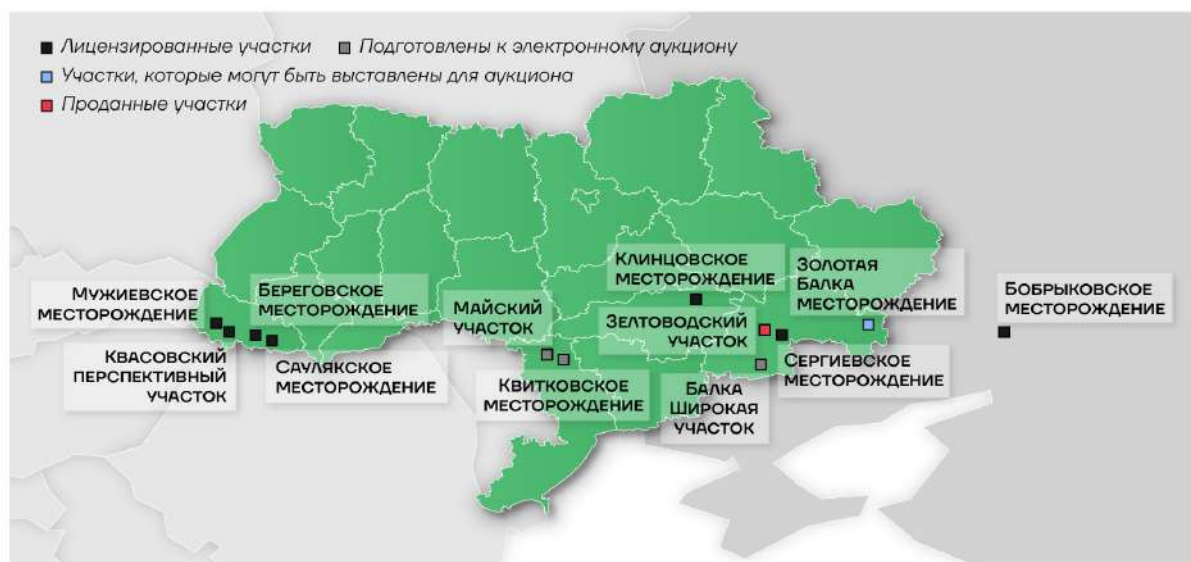 Лицензированные участки
Подготовлены к электронному аукциону
Участки, которые могут быть выставлены для аукциона
Проданные участки
Мужиевское
месторождение
Береговское
месторождение
Квасовский
перспективный
участок
Саулякское
месторождение
Майский
участок
Квитковское
месторождение
Клинцовское
месторождение
Зелтоводский
участок
Балка
Широкая
участок
Золотая
Балка
месторождение
Сергиевское
месторождение
Бобрыковское
месторождение